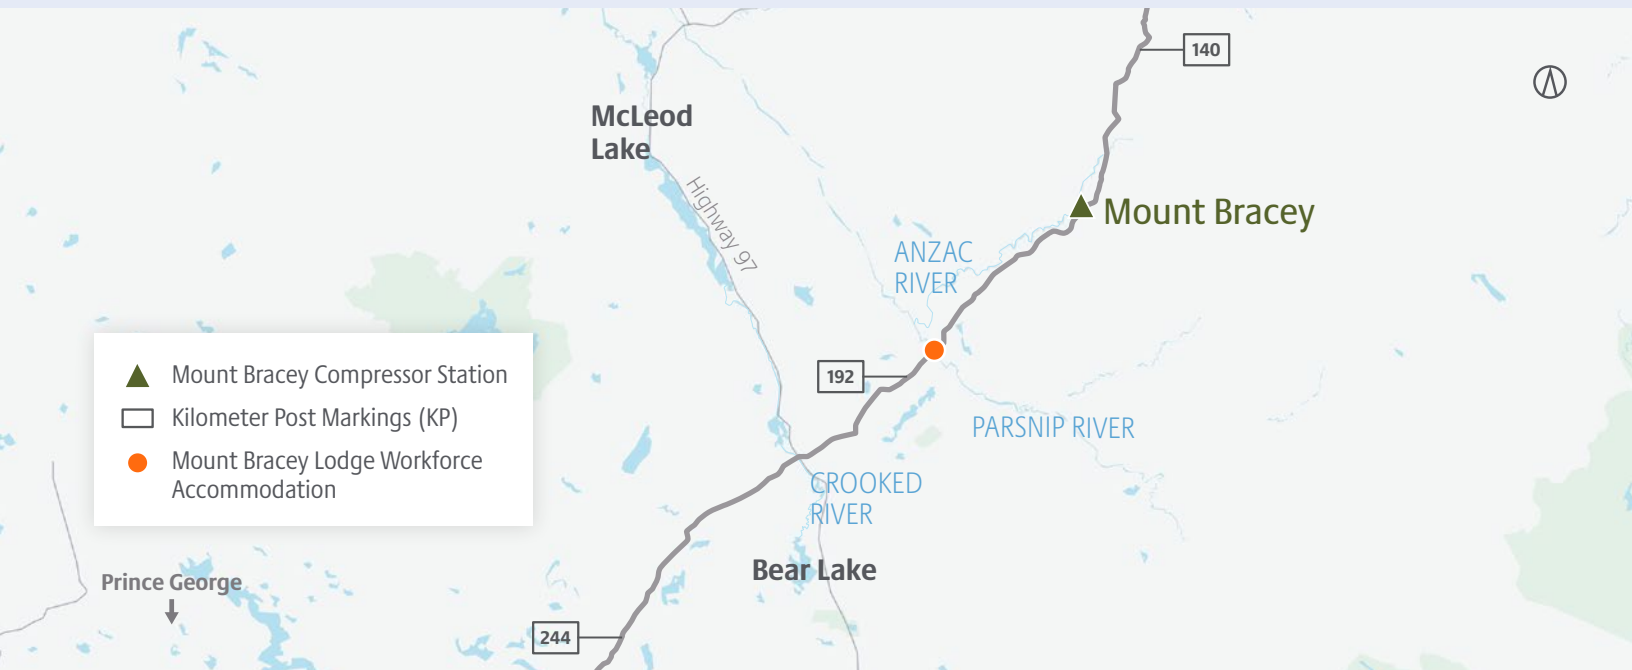 140
McLeod
Lake
Highway 97
Mount Bracey
ANZAC
RIVER
192
Mount Bracey Compressor Station
Kilometer Post Markings (KP)
Mount Bracey Lodge Workforce
Accommodation
PARSNIP RIVER
CROOKED
RIVER
Bear Lake
Prince George
244